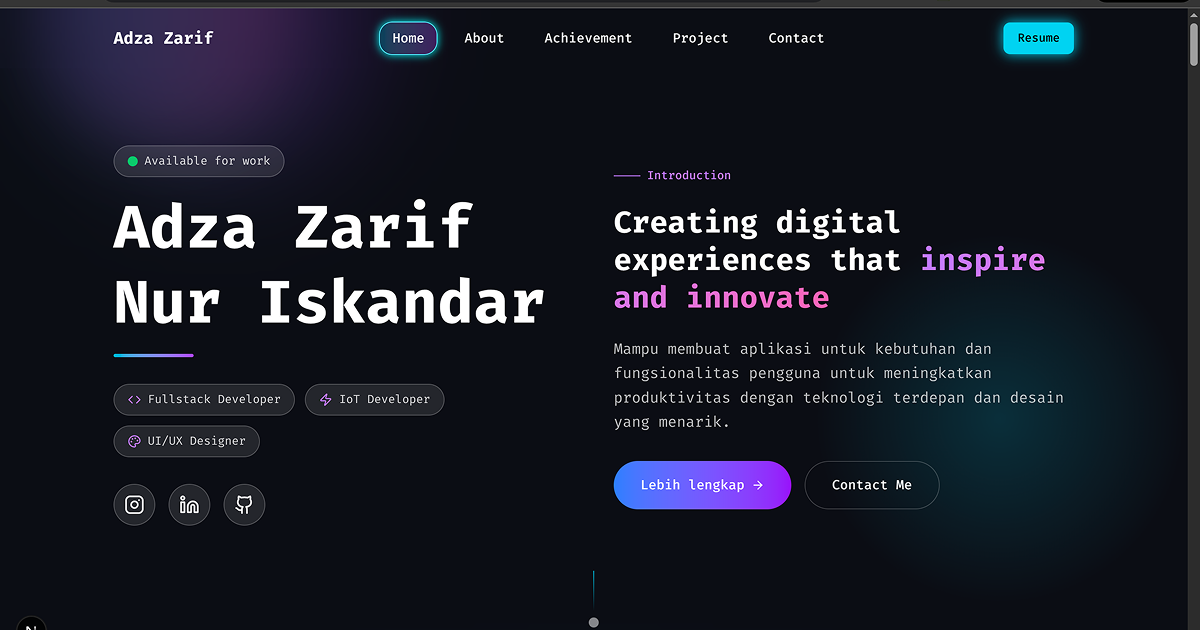 Adza Zarif
Home About Achievement Project Contact
Resume
Available for work
Adza Zarif
Nur Iskandar
Fullstack Developer
IoT Developer
UI/UX Designer
Introduction
Creating digital
experiences that inspire
and innovate
Mampu membuat aplikasi untuk kebutuhan dan
fungsionalitas pengguna untuk meningkatkan
produktivitas dengan teknologi terdepan dan desain
yang menarik.
Lebih lengkap →
Contact Me